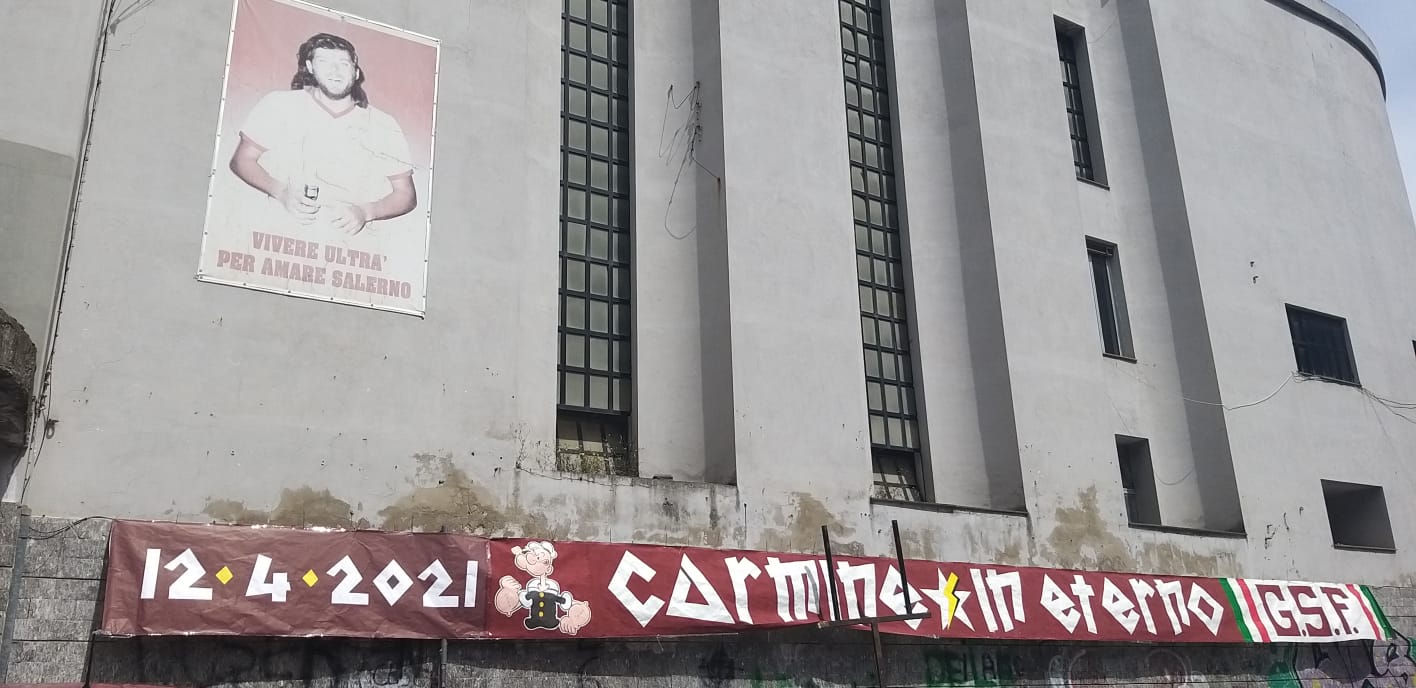 VIVERE ULTRA'
PER AMARE SALERNO
12·4·2021 carmine in eterno G.S.F.